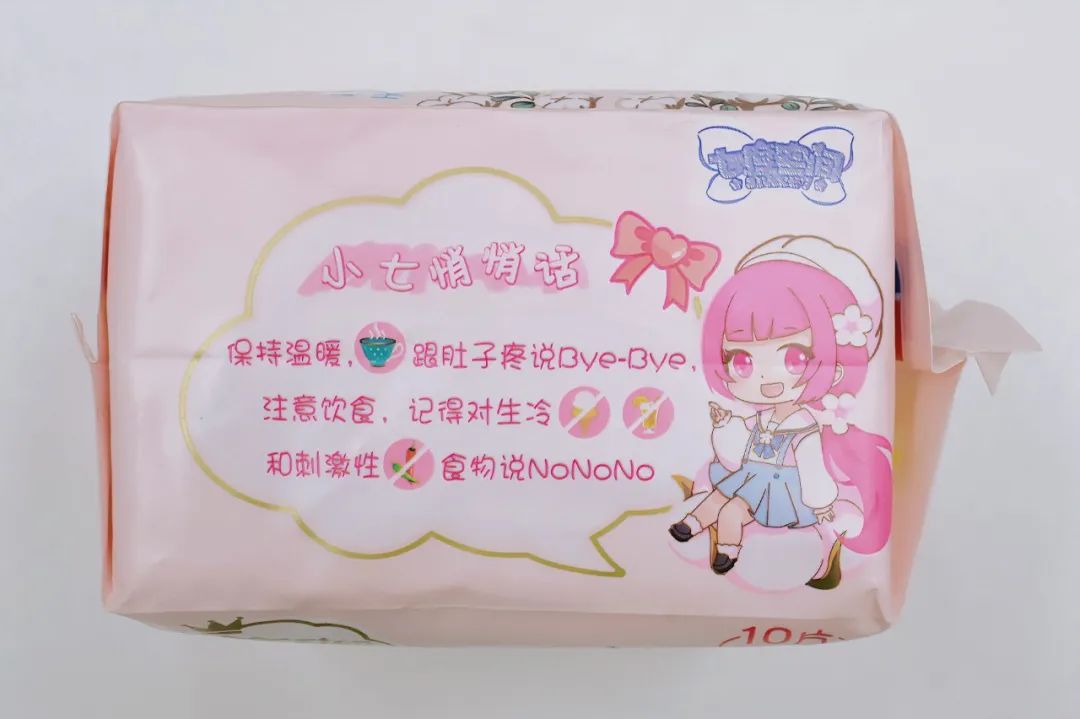 小七悄悄话
保持温暖，跟肚子疼说Bye-Bye，
注意饮食，记得对生冷
和刺激性食物说NoNoNo
10片